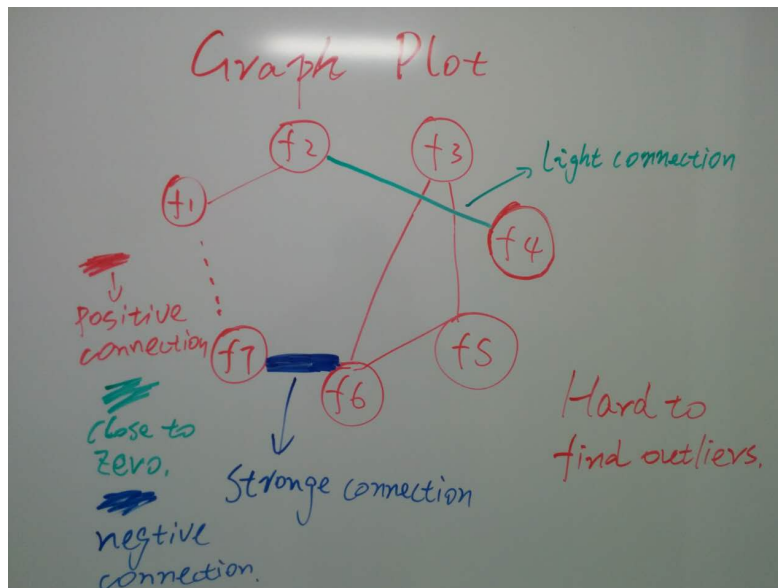 Graph Plot
f2
f3
Light connection
f1
f4
Positive
connection
f7
f6
f5
Close to
zero.
Stronge connection
Hard to
find outliers.
negtive
connection.